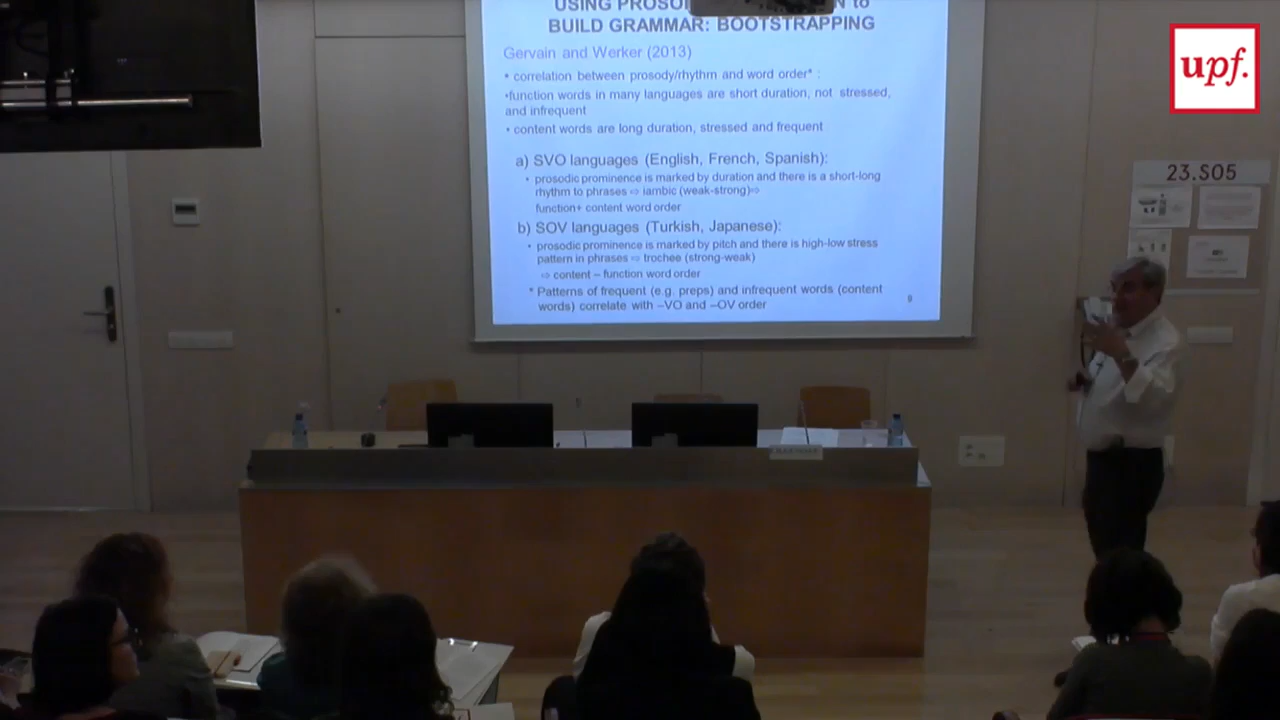 USING PROSO N to
BUILD GRAMMAR: BOOTSTRAPPING
upf.
Gervain and Werker (2013)
• correlation between prosody/rhythm and word order* :
•function words in many languages are short duration, not stressed,
and infrequent
• content words are long duration, stressed and frequent
a) SVO languages (English, French, Spanish):
• prosodic prominence is marked by duration and there is a short-long
rhythm to phrases ⇨ iambic (weak-strong)⇨
function+ content word order
b) SOV languages (Turkish, Japanese):
• prosodic prominence is marked by pitch and there is high-low stress
pattern in phrases ⇨ trochee (strong-weak)
⇨ content – function word order
* Patterns of frequent (e.g. preps) and infrequent words (content
words) correlate with –VO and –OV order
9
23.S05